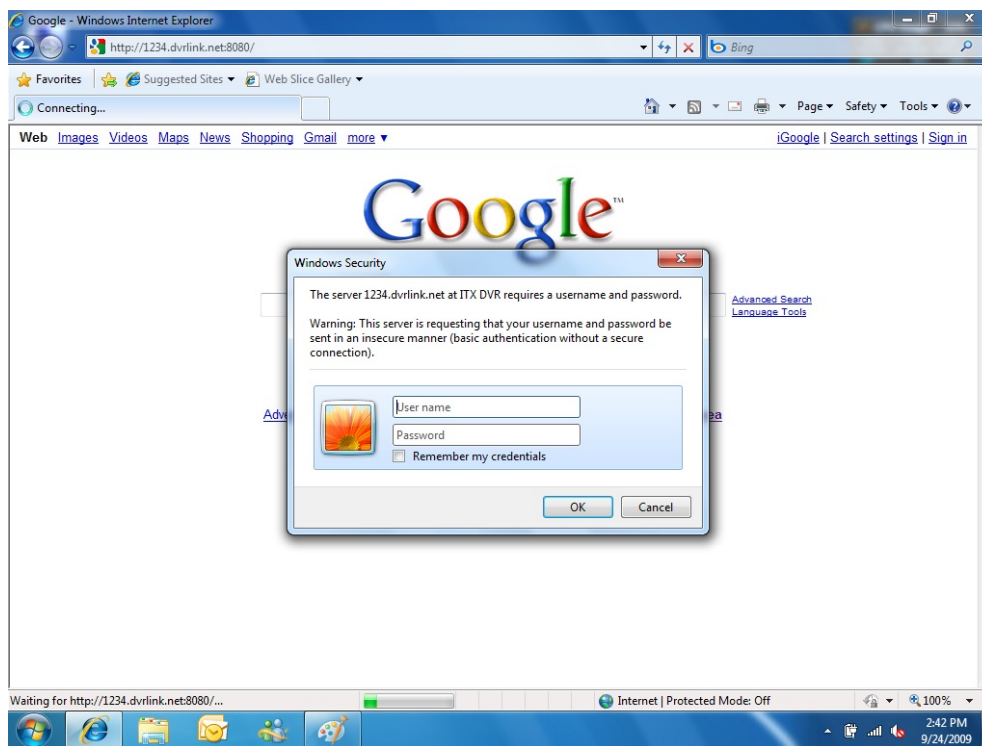 Google - Windows Internet Explorer
http://1234.dvrlink.net:8080/
Bing
Favorites Suggested Sites Web Slice Gallery
Connecting...
Page Safety Tools
Web Images Videos Maps News Shopping Gmail more ▼
iGoogle | Search settings | Sign in
Google™
Advanced Search
Language Tools
Windows Security
The server 1234.dvrlink.net at ITX DVR requires a username and password.
Warning: This server is requesting that your username and password be
sent in an insecure manner (basic authentication without a secure
connection).
User name
Password
Remember my credentials
OK Cancel
Waiting for http://1234.dvrlink.net:8080/...
Internet | Protected Mode: Off
100%
2:42 PM
9/24/2009